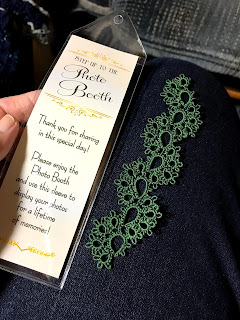 STEP UP TO THE
Photo
Booth
Thank you for sharing
in this special day!
Please enjoy the
Photo Booth
and use this sleeve to
display your photos
for a lifetime
of memories!